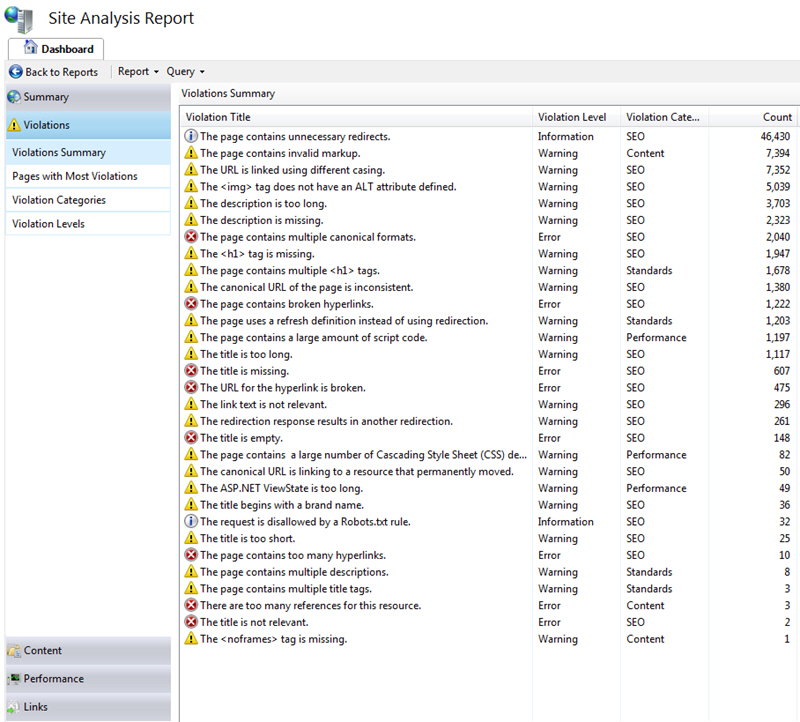 Site Analysis Report
Dashboard
Back to Reports Report Query
Summary
Violations
Violations Summary
Pages with Most Violations
Violation Categories
Violation Levels
Content
Performance
Links
Violations Summary
Violation Title Violation Level Violation Cate... Count
The page contains unnecessary redirects. Information SEO 46,430
The page contains invalid markup. Warning Content 7,394
The URL is linked using different casing. Warning SEO 7,352
The <img> tag does not have an ALT attribute defined. Warning SEO 5,039
The description is too long. Warning SEO 3,703
The description is missing. Warning SEO 2,323
The page contains multiple canonical formats. Error SEO 2,040
The <h1> tag is missing. Warning SEO 1,947
The page contains multiple <h1> tags. Warning Standards 1,678
The canonical URL of the page is inconsistent. Warning SEO 1,380
The page contains broken hyperlinks. Error SEO 1,222
The page uses a refresh definition instead of using redirection. Warning Standards 1,203
The page contains a large amount of script code. Warning Performance 1,197
The title is too long. Warning SEO 1,117
The title is missing. Error SEO 607
The URL for the hyperlink is broken. Error SEO 475
The link text is not relevant. Warning SEO 296
The redirection response results in another redirection. Warning SEO 261
The title is empty. Error SEO 148
The page contains a large number of Cascading Style Sheet (CSS) de... Warning Performance 82
The canonical URL is linking to a resource that permanently moved. Warning SEO 50
The ASP.NET ViewState is too long. Warning Performance 49
The title begins with a brand name. Warning SEO 36
The request is disallowed by a Robots.txt rule. Information SEO 32
The title is too short. Warning SEO 25
The page contains too many hyperlinks. Error SEO 10
The page contains multiple descriptions. Warning Standards 8
The page contains multiple title tags. Warning Standards 3
There are too many references for this resource. Error Content 3
The title is not relevant. Error SEO 2
The <noframes> tag is missing. Warning Content 1